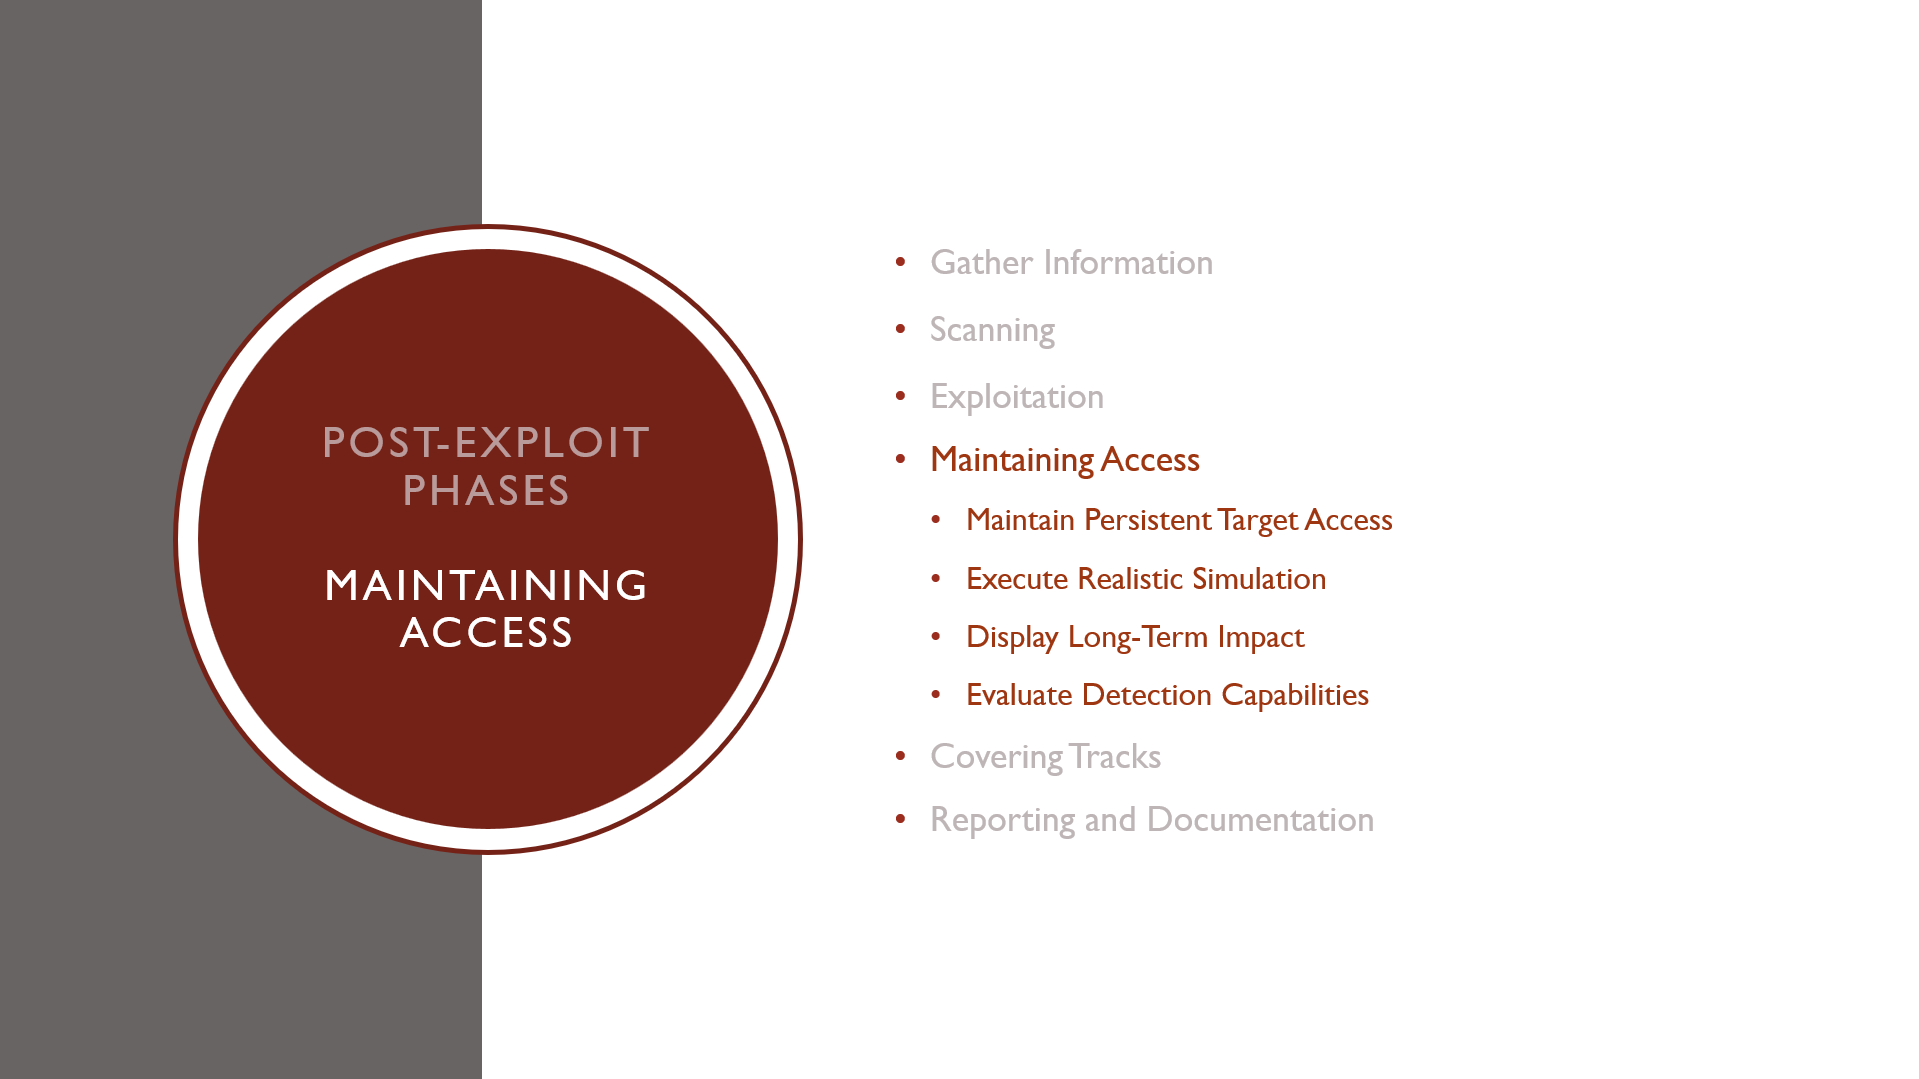 POST-EXPLOIT
PHASES
MAINTAINING
ACCESS
• Gather Information
• Scanning
• Exploitation
• Maintaining Access
• Maintain Persistent Target Access
• Execute Realistic Simulation
• Display Long-Term Impact
• Evaluate Detection Capabilities
• Covering Tracks
• Reporting and Documentation